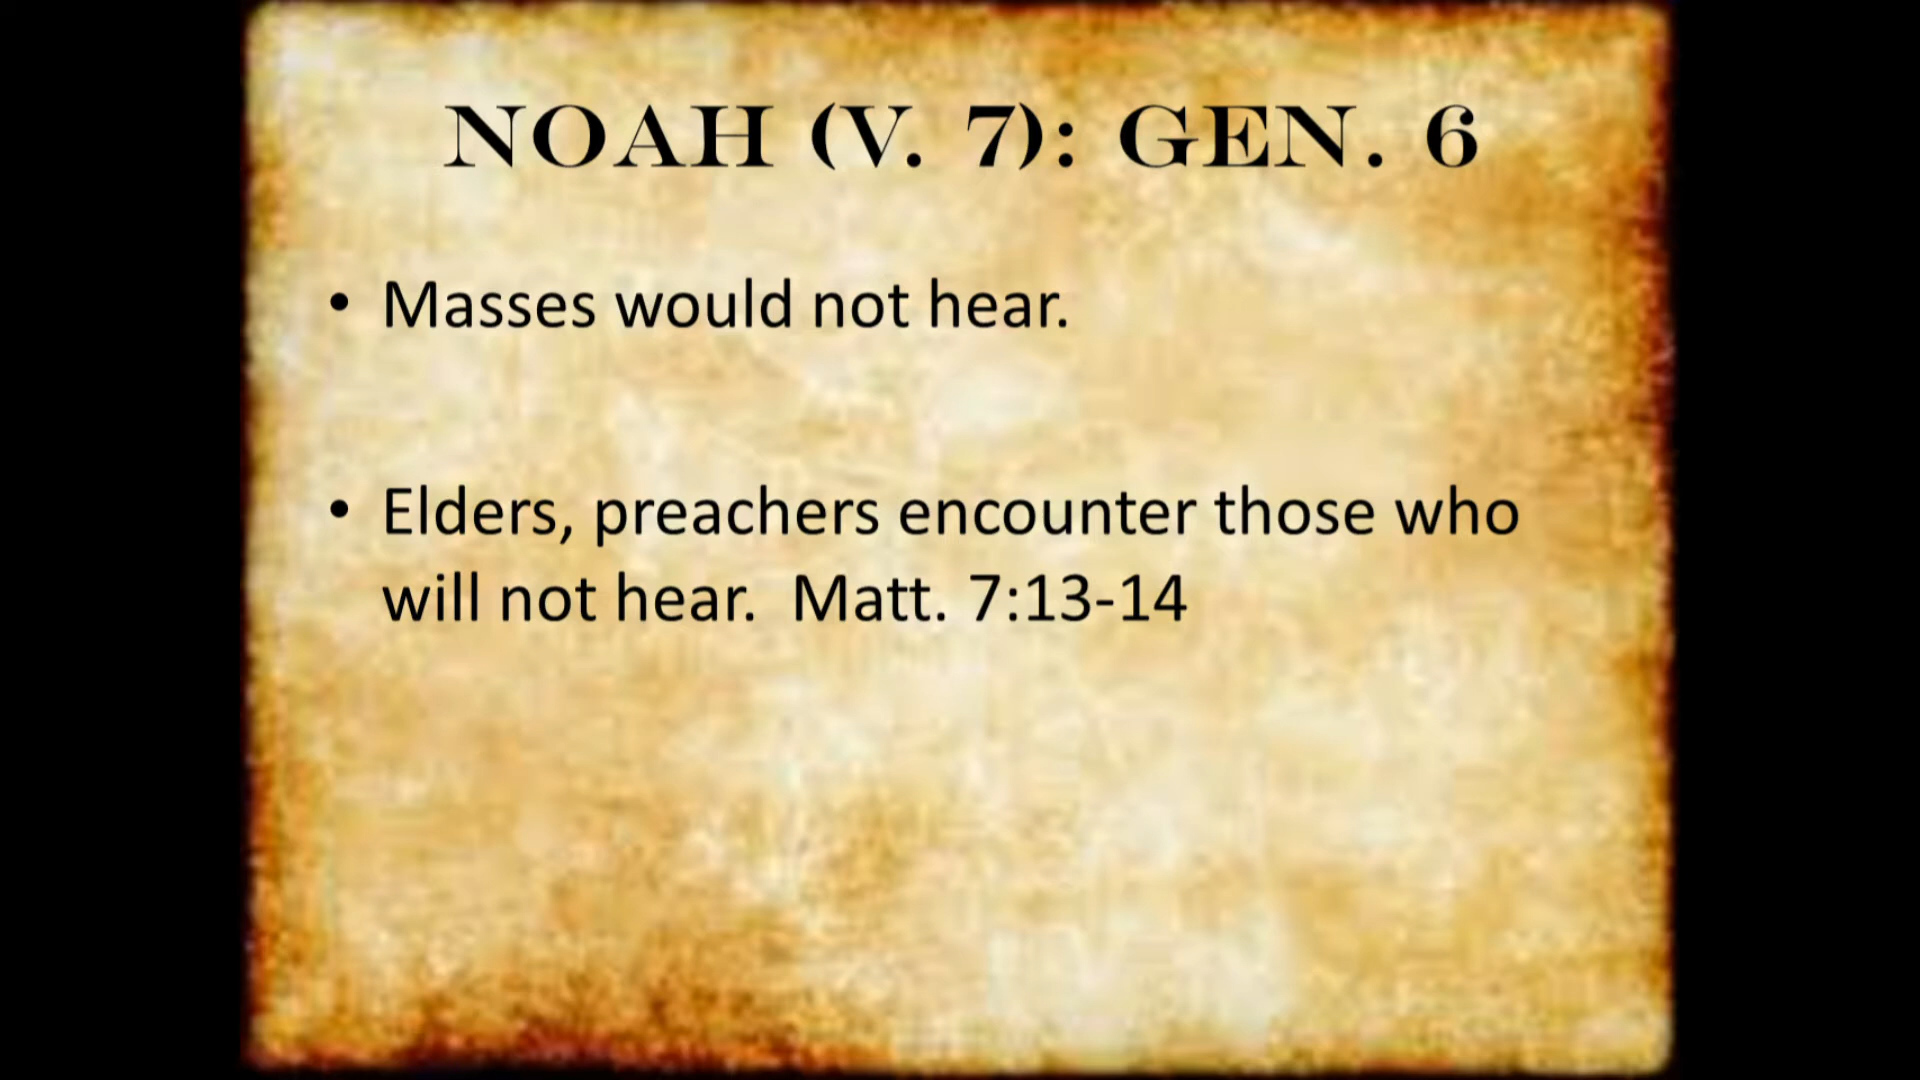 NOAH (V. 7): GEN. 6
• Masses would not hear.
• Elders, preachers encounter those who
will not hear.  Matt. 7:13-14